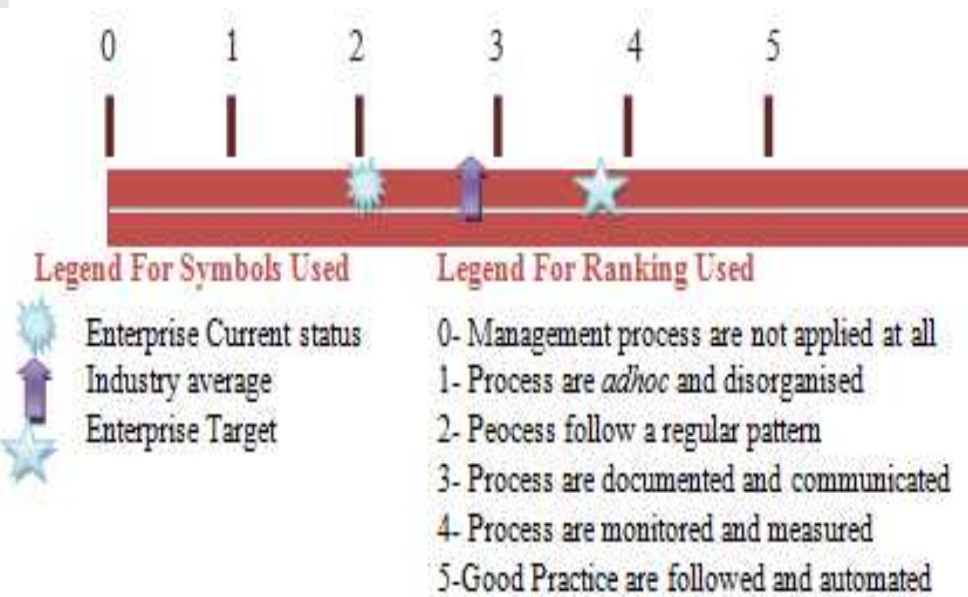 0 1 2 3 4 5
Legend For Symbols Used
Enterprise Current status
Industry average
Enterprise Target
Legend For Ranking Used
0- Management process are not applied at all
1- Process are adhoc and disorganised
2- Peocess follow a regular pattern
3- Process are documented and communicated
4- Process are monitored and measured
5-Good Practice are followed and automated